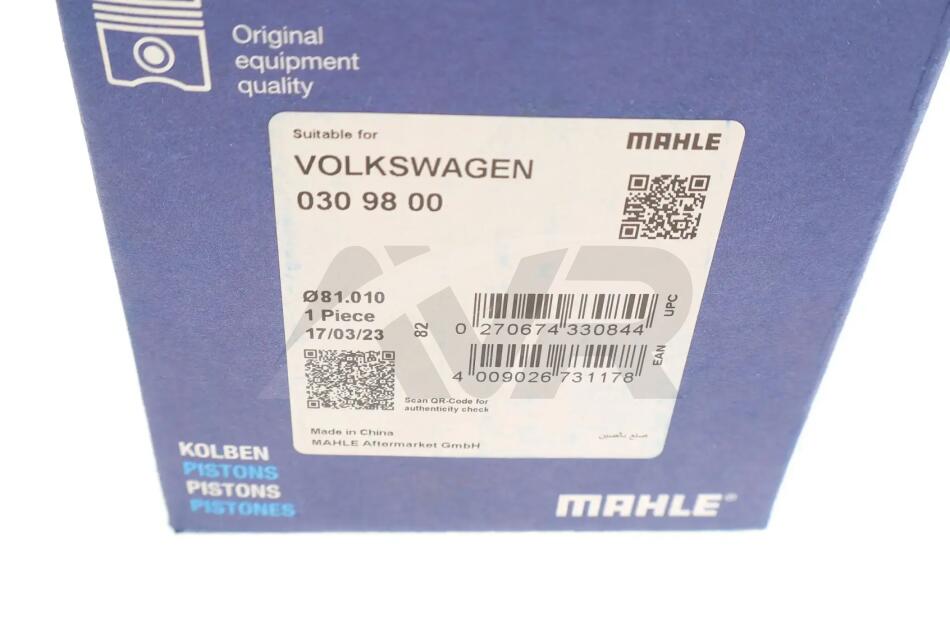 Original
equipment
quality
Suitable for
MAHLE
VOLKSWAGEN
030 98 00
Ø81.010
1 Piece
17/03/23
82
0 270674 330844
UPC
4 009026 731178
EAN
Scan QR-Code for
authenticity check
Made in China
MAHLE Aftermarket GmbH
صنع بالصين
KOLBEN
PISTONS
PISTONS
PISTONES
MAHLE®
AVR